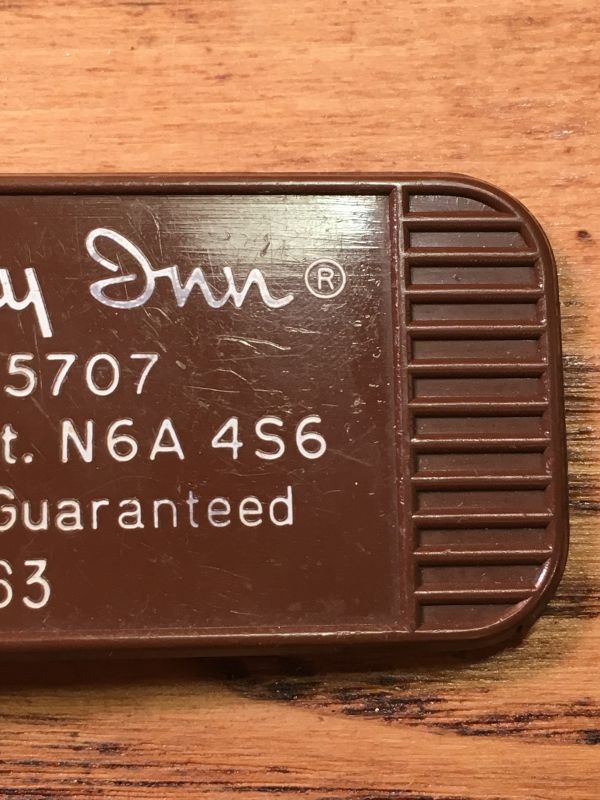 y Inn ®
5707
t. N6A 4S6
Guaranteed
63